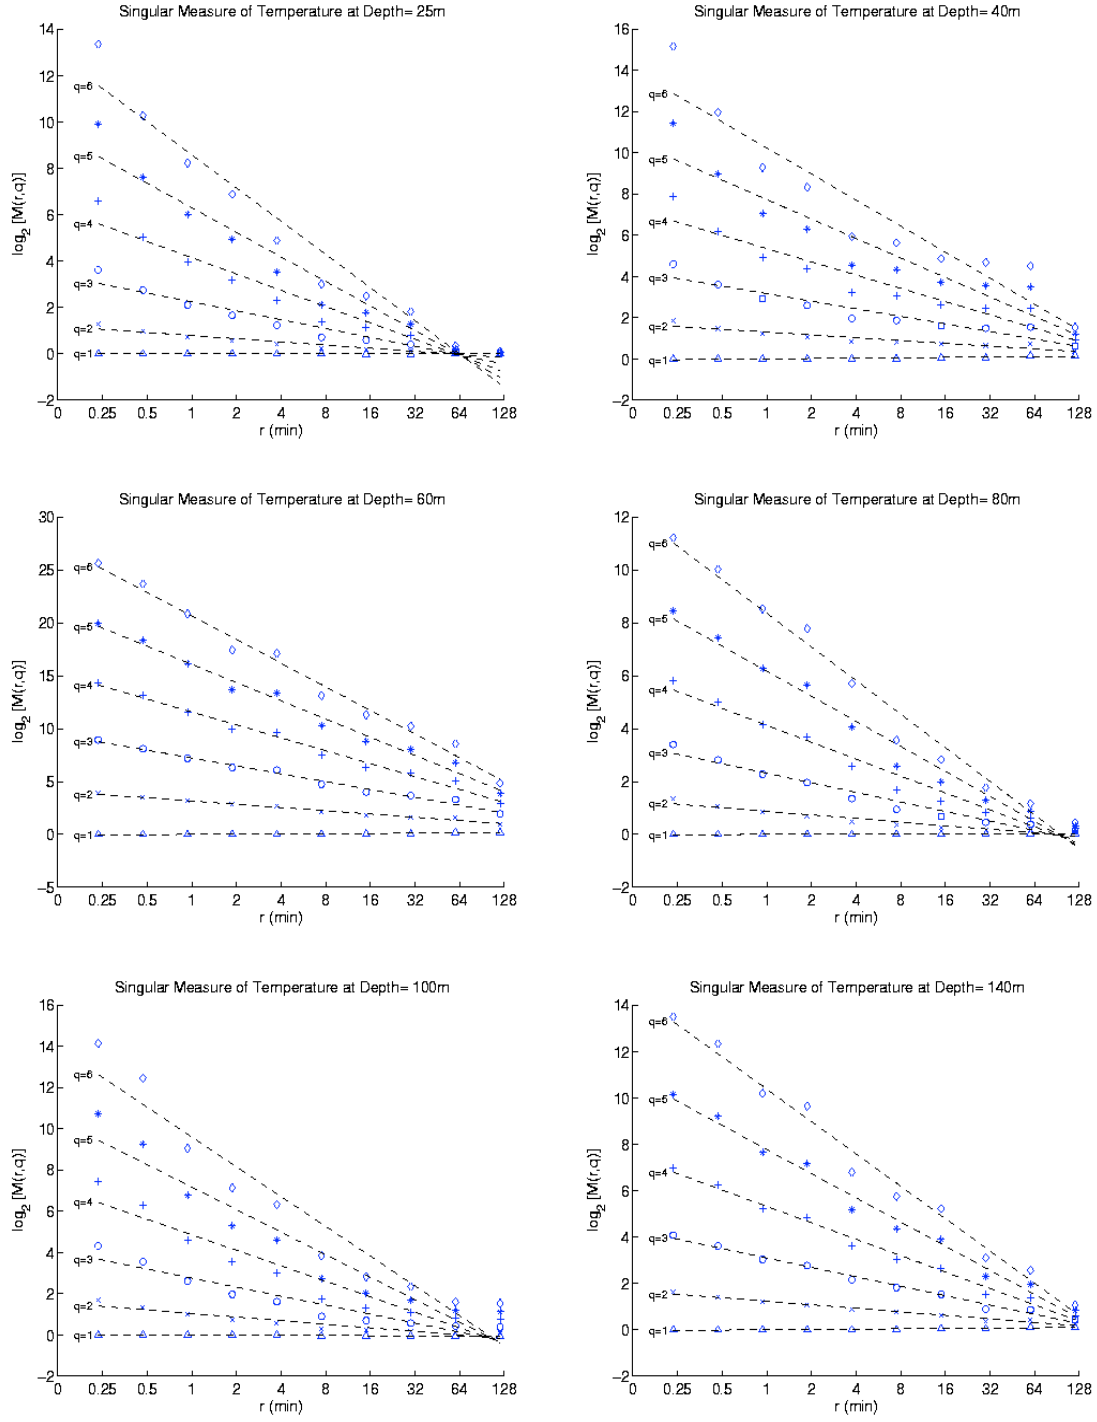 Singular Measure of Temperature at Depth= 25m
14
12
10
8
6
4
2
0
-2
log2 [M(r,q)]
q=6
q=5
q=4
q=3
q=2
q=1
0 0.25 0.5 1 2 4 8 16 32 64 128
r (min)
Singular Measure of Temperature at Depth= 40m
16
14
12
10
8
6
4
2
0
-2
log2 [M(r,q)]
q=6
q=5
q=4
q=3
q=2
q=1
0 0.25 0.5 1 2 4 8 16 32 64 128
r (min)
Singular Measure of Temperature at Depth= 60m
30
25
20
15
10
5
0
-5
log2 [M(r,q)]
q=6
q=5
q=4
q=3
q=2
q=1
0 0.25 0.5 1 2 4 8 16 32 64 128
r (min)
Singular Measure of Temperature at Depth= 80m
12
10
8
6
4
2
0
-2
log2 [M(r,q)]
q=6
q=5
q=4
q=3
q=2
q=1
0 0.25 0.5 1 2 4 8 16 32 64 128
r (min)
Singular Measure of Temperature at Depth= 100m
16
14
12
10
8
6
4
2
0
-2
log2 [M(r,q)]
q=6
q=5
q=4
q=3
q=2
q=1
0 0.25 0.5 1 2 4 8 16 32 64 128
r (min)
Singular Measure of Temperature at Depth= 140m
14
12
10
8
6
4
2
0
-2
log2 [M(r,q)]
q=6
q=5
q=4
q=3
q=2
q=1
0 0.25 0.5 1 2 4 8 16 32 64 128
r (min)